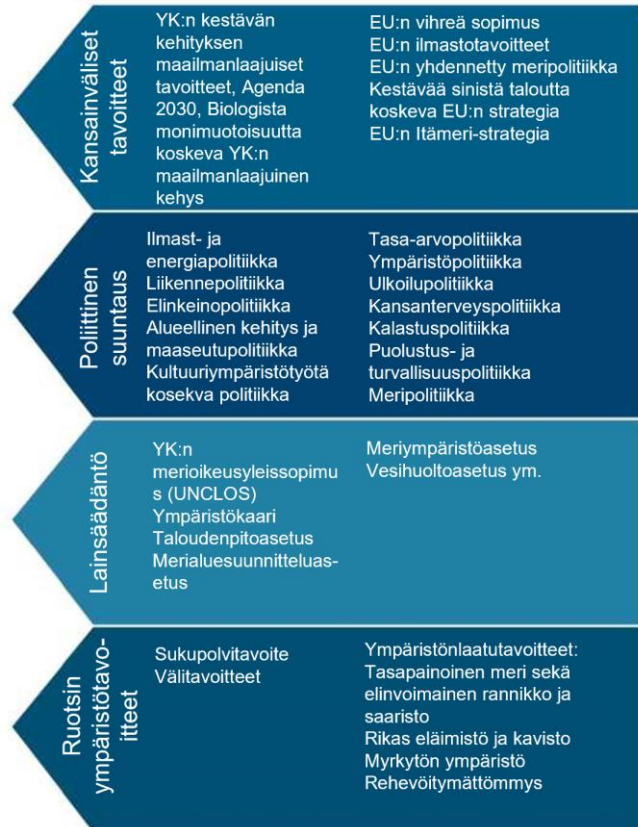 Kansainväliset
tavoitteet
YK:n kestävän
kehityksen
maailmanlaajuiset
tavoitteet, Agenda
2030, Biologista
monimuotoisuutta
koskeva YK:n
maailmanlaajuinen
kehys
EU:n vihreä sopimus
EU:n ilmastotavoitteet
EU:n yhdennetty meripolitiikka
Kestävää sinistä taloutta
koskeva EU:n strategia
EU:n Itämeri-strategia
Poliittinen
suuntaus
Ilmast- ja
energiapolitiikka
Liikennepolitiikka
Elinkeinopolitiikka
Alueellinen kehitys ja
maaseutupolitiikka
Kultuuriympäristötyötä
kosekva politiikka
Tasa-arvopolitiikka
Ympäristöpolitiikka
Ulkoilupolitiikka
Kansanterveyspolitiikka
Kalastuspolitiikka
Puolustus- ja
turvallisuuspolitiikka
Meripolitiikka
Lainsäädäntö
YK:n
merioikeusyleissopimu
s (UNCLOS)
Ympäristökaari
Taloudenpitoasetus
Merialuesuunnitteluas-
etus
Meriympäristöasetus
Vesihuoltoasetus ym.
Ruotsin
ympäristötavo-
itteet
Sukupolvitavoite
Välitavoitteet
Ympäristönlaatutavoitteet:
Tasapainoinen meri sekä
elinvoimainen rannikko ja
saaristo
Rikas eläimistö ja kavisto
Myrkytön ympäristö
Rehevöitymättömmys